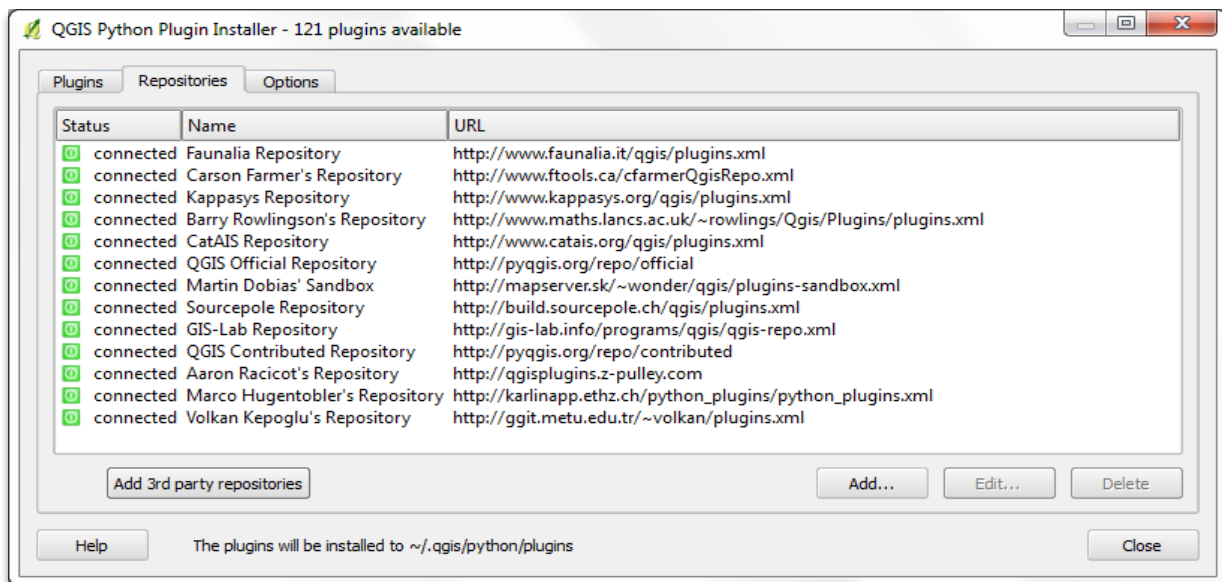 QGIS Python Plugin Installer - 121 plugins available
Plugins Repositories Options
Status Name URL
connected Faunalia Repository http://www.faunalia.it/qgis/plugins.xml
connected Carson Farmer's Repository http://www.ftools.ca/cfarmerQgisRepo.xml
connected Kappasys Repository http://www.kappasys.org/qgis/plugins.xml
connected Barry Rowlingson's Repository http://www.maths.lancs.ac.uk/~rowlings/Qgis/Plugins/plugins.xml
connected CatAIS Repository http://www.catais.org/qgis/plugins.xml
connected QGIS Official Repository http://pyqgis.org/repo/official
connected Martin Dobias' Sandbox http://mapserver.sk/~wonder/qgis/plugins-sandbox.xml
connected Sourcepole Repository http://build.sourcepole.ch/qgis/plugins.xml
connected GIS-Lab Repository http://gis-lab.info/programs/qgis/qgis-repo.xml
connected QGIS Contributed Repository http://pyqgis.org/repo/contributed
connected Aaron Racicot's Repository http://qgisplugins.z-pulley.com
connected Marco Hugentobler's Repository http://karlinapp.ethz.ch/python_plugins/python_plugins.xml
connected Volkan Kepoglu's Repository http://ggit.metu.edu.tr/~volkan/plugins.xml
Add 3rd party repositories Add... Edit... Delete
Help The plugins will be installed to ~/.qgis/python/plugins Close